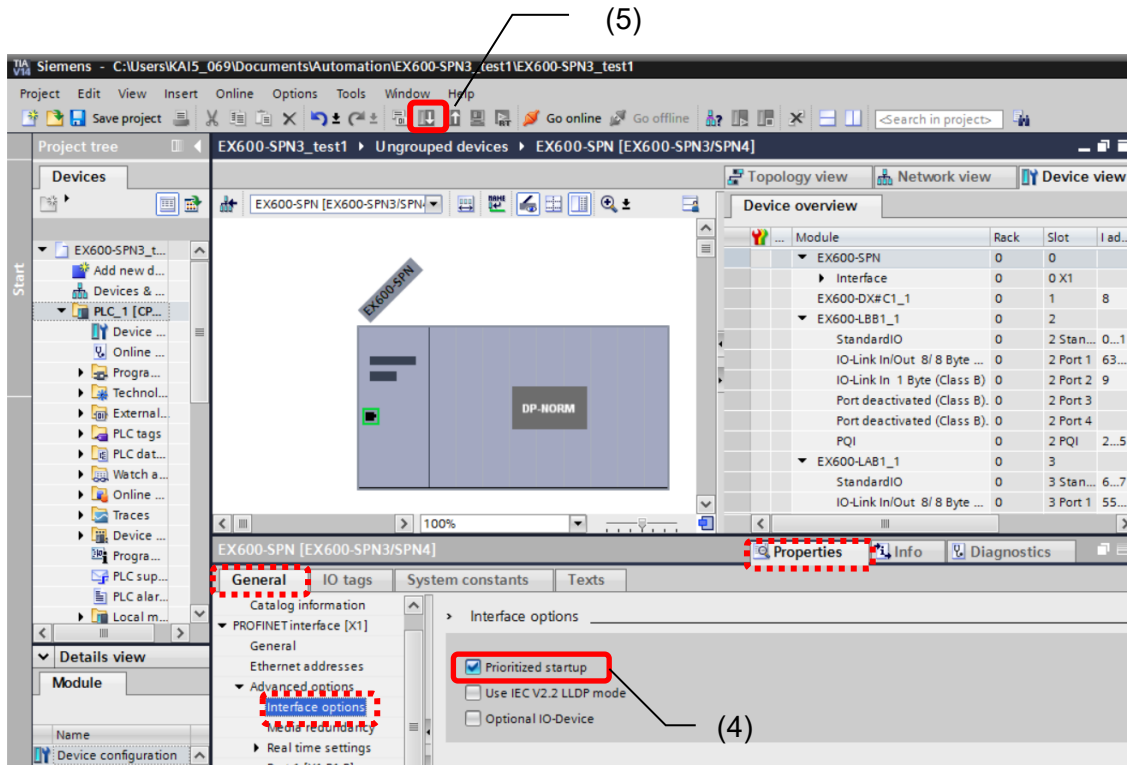 (5)
TIA V14 Siemens - C:\Users\KAI5_069\Documents\Automation\EX600-SPN3_test1\EX600-SPN3_test1
Project Edit View Insert Online Options Tools Window Help
Save project Go online Go offline <Search in project>
Project tree
EX600-SPN3_test1 Ungrouped devices EX600-SPN [EX600-SPN3/SPN4]
Devices
Topology view Network view Device view
EX600-SPN [EX600-SPN3/SPN4
Device overview
Start
... Module Rack Slot I ad..
EX600-SPN 0 0
Interface 0 0 X1
EX600-DX#C1_1 0 1 8
EX600-LBB1_1 0 2
StandardIO 0 2 Stan... 0...1
IO-Link In/Out 8/ 8 Byte ... 0 2 Port 1 63...
IO-Link In 1 Byte (Class B) 0 2 Port 2 9
Port deactivated (Class B). 0 2 Port 3
Port deactivated (Class B). 0 2 Port 4
PQI 0 2 PQI 2...5
EX600-LAB1_1 0 3
StandardIO 0 3 Stan... 6...7
IO-Link In/Out 8/ 8 Byte ... 0 3 Port 1 55...
EX600-SPN3_t...
Add new d...
Devices & ...
PLC_1 [CP...
Device ...
Online ...
Progra...
Technol...
External...
PLC tags
PLC dat...
Watch a...
Online ...
Traces
Device ...
Progra...
PLC sup...
PLC alar...
Local m...
EX600-SPN
DP-NORM
100%
EX600-SPN [EX600-SPN3/SPN4]
Properties Info Diagnostics
General IO tags System constants Texts
Catalog information
PROFINET interface [X1]
General
Ethernet addresses
Advanced options
Interface options
Media redundancy
Real time settings
Interface options
Prioritized startup
Use IEC V2.2 LLDP mode
Optional IO-Device
(4)
Details view
Module
Name
Device configuration